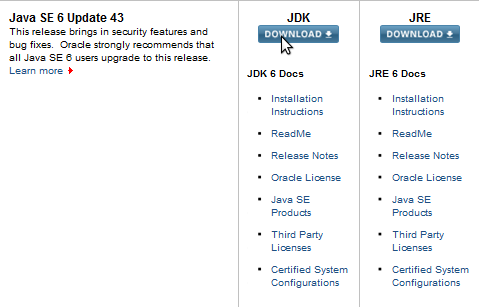 Java SE 6 Update 43
This release brings in security features and
bug fixes. Oracle strongly recommends that
all Java SE 6 users upgrade to this release.
Learn more
JDK
DOWNLOAD
JDK 6 Docs
Installation
Instructions
ReadMe
Release Notes
Oracle License
Java SE
Products
Third Party
Licenses
Certified System
Configurations
JRE
DOWNLOAD
JRE 6 Docs
Installation
Instructions
ReadMe
Release Notes
Oracle License
Java SE
Products
Third Party
Licenses
Certified System
Configurations